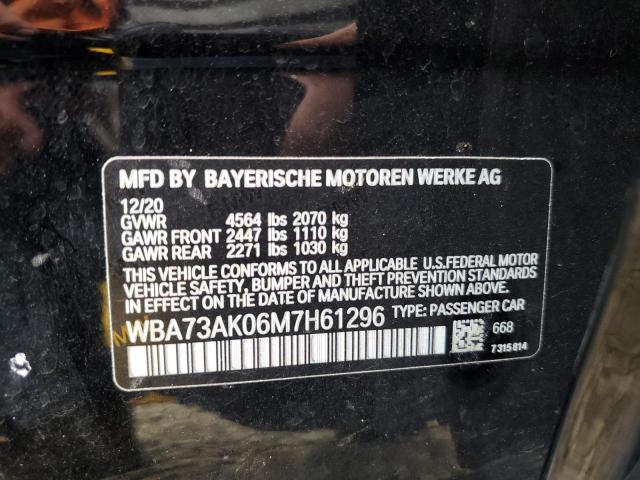 MFD BY BAYERISCHE MOTOREN WERKE AG
12/20
GVWR 4564 lbs 2070 kg
GAWR FRONT 2447 lbs 1110 kg
GAWR REAR 2271 lbs 1030 kg
THIS VEHICLE CONFORMS TO ALL APPLICABLE U.S.FEDERAL MOTOR
VEHICLE SAFETY, BUMPER AND THEFT PREVENTION STANDARDS
IN EFFECT ON THE DATE OF MANUFACTURE SHOWN ABOVE.
WBA73AK06M7H61296 TYPE: PASSENGER CAR
668
7315814